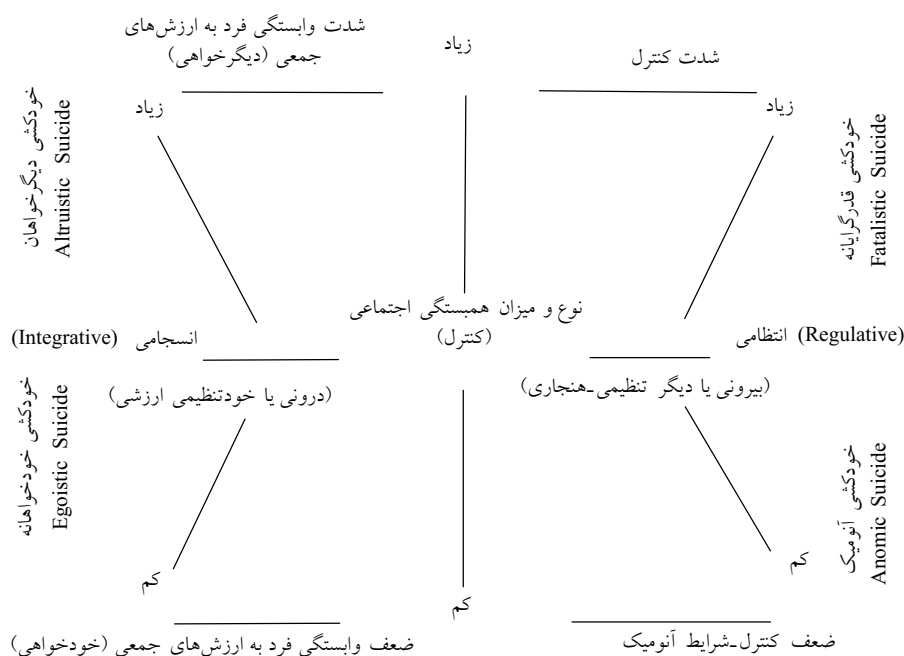 شدت وابستگی فرد به ارزش‌های
جمعی (دیگرخواهی)
زیاد
شدت کنترل
زیاد
زیاد
خودکشی دیگرخواهان
Altruistic Suicide
خودکشی قدرگرایانه
Fatalistic Suicide
نوع و میزان همبستگی اجتماعی
(کنترل)
انتظامی (Regulative)
انسجامی (Integrative)
(بیرونی یا دیگر تنظیمی-هنجاری)
(درونی یا خودتنظیمی ارزشی)
خودکشی خودخواهانه
Egoistic Suicide
خودکشی آنومیک
Anomic Suicide
کم
کم
کم
ضعف کنترل-شرایط آنومیک
ضعف وابستگی فرد به ارزش‌های جمعی (خودخواهی)